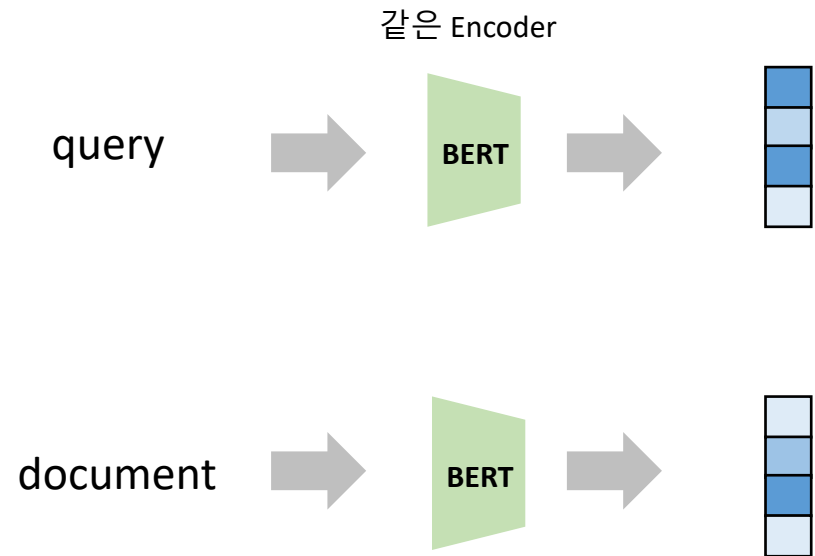 같은 Encoder
query
BERT
document
BERT